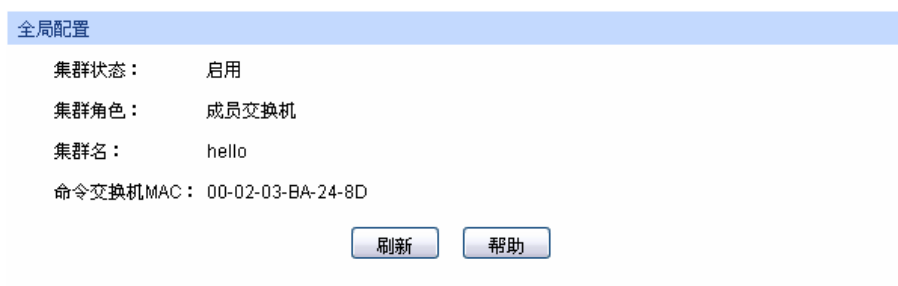 全局配置
集群状态： 启用
集群角色： 成员交换机
集群名： hello
命令交换机MAC： 00-02-03-BA-24-8D
刷新 帮助